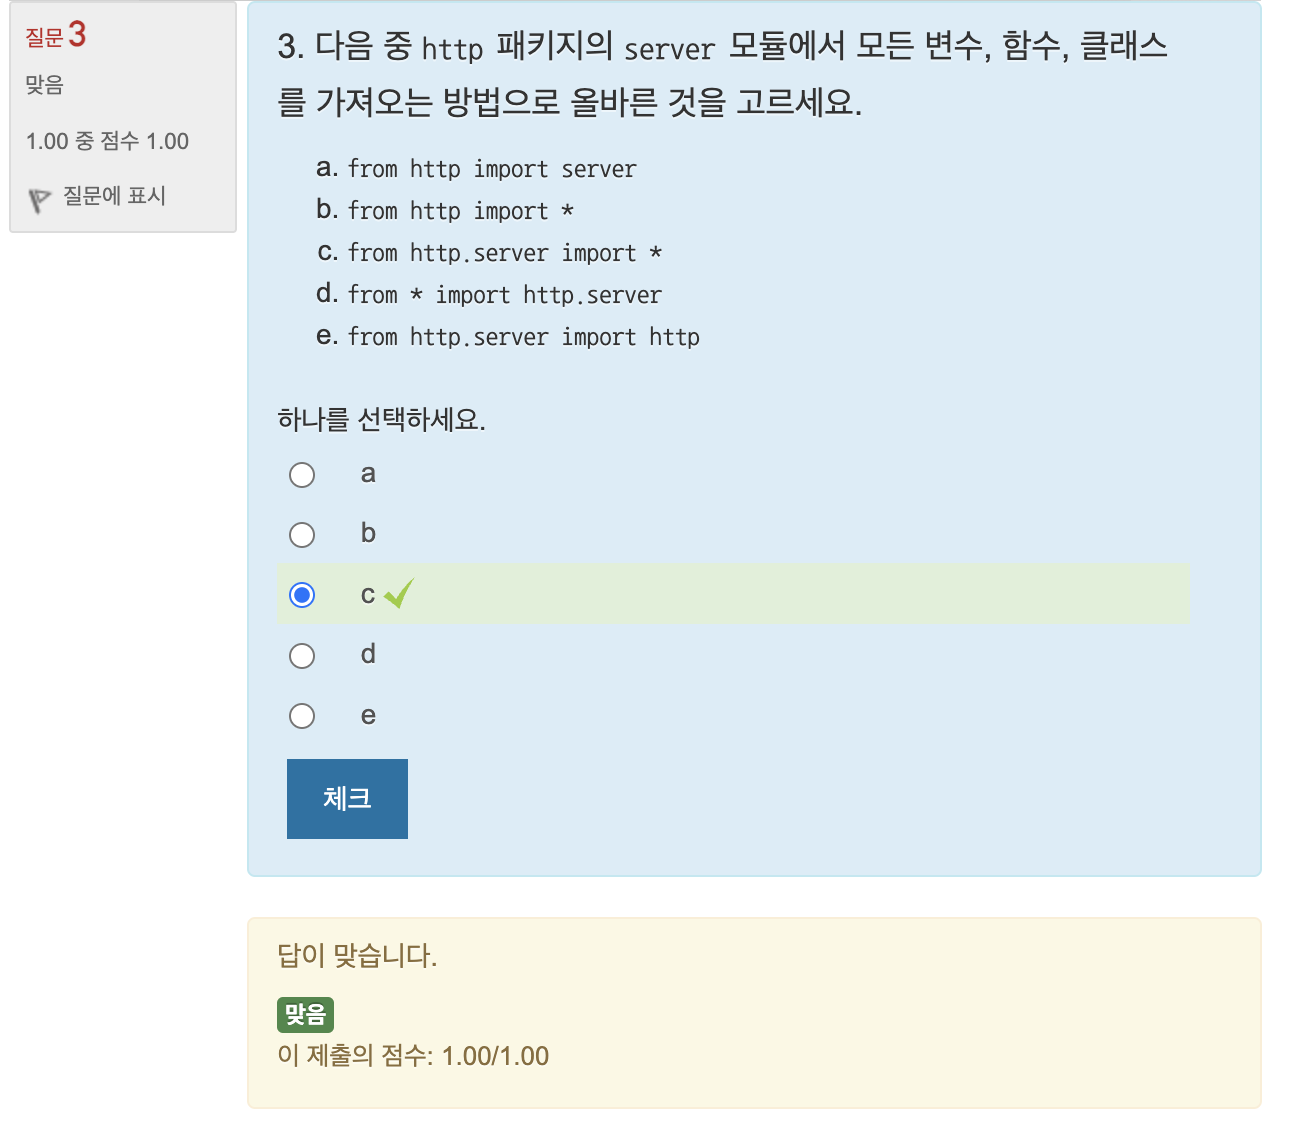 질문 3
맞음
1.00 중 점수 1.00
질문에 표시
3. 다음 중 http 패키지의 server 모듈에서 모든 변수, 함수, 클래스
를 가져오는 방법으로 올바른 것을 고르세요.
a. from http import server
b. from http import *
c. from http.server import *
d. from * import http.server
e. from http.server import http
하나를 선택하세요.
a
b
c
d
e
체크
답이 맞습니다.
맞음
이 제출의 점수: 1.00/1.00